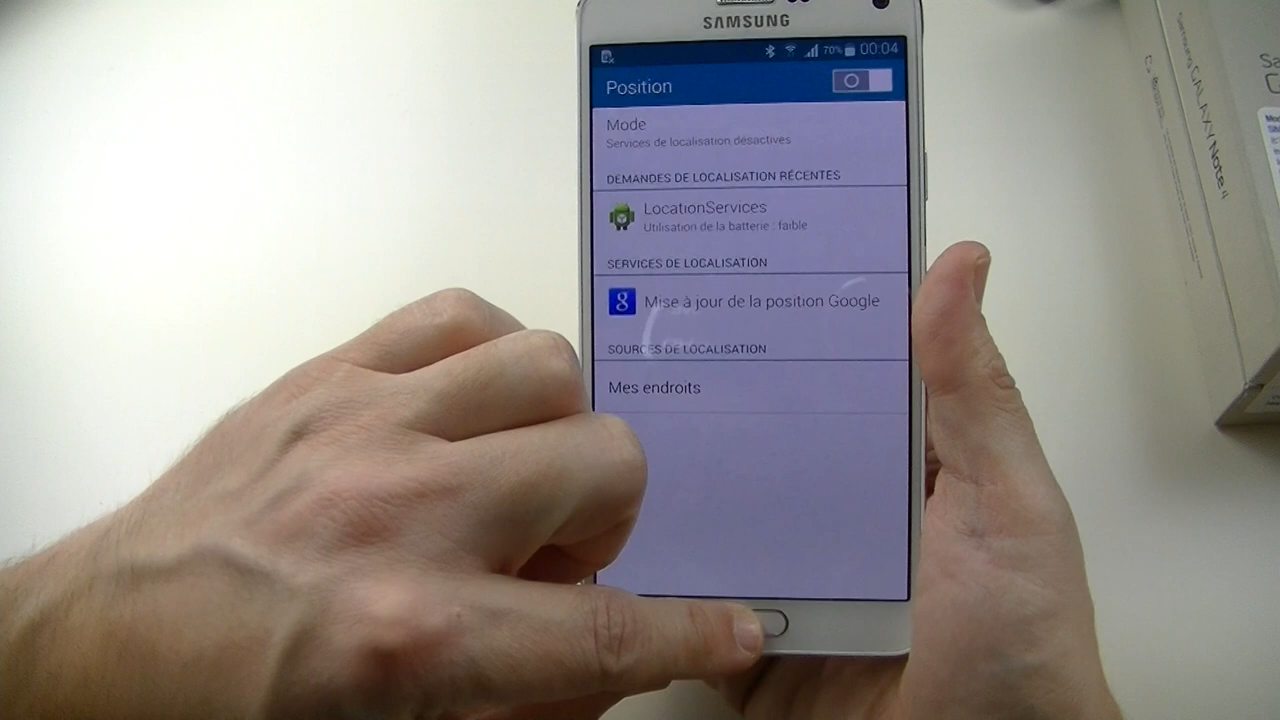 SAMSUNG
70% 00:04
Position
Mode
Services de localisation désactivés
DEMANDES DE LOCALISATION RÉCENTES
LocationServices
Utilisation de la batterie : faible
SERVICES DE LOCALISATION
8 Mise à jour de la position Google
SOURCES DE LOCALISATION
Mes endroits
Samsung GALAXY Note 4